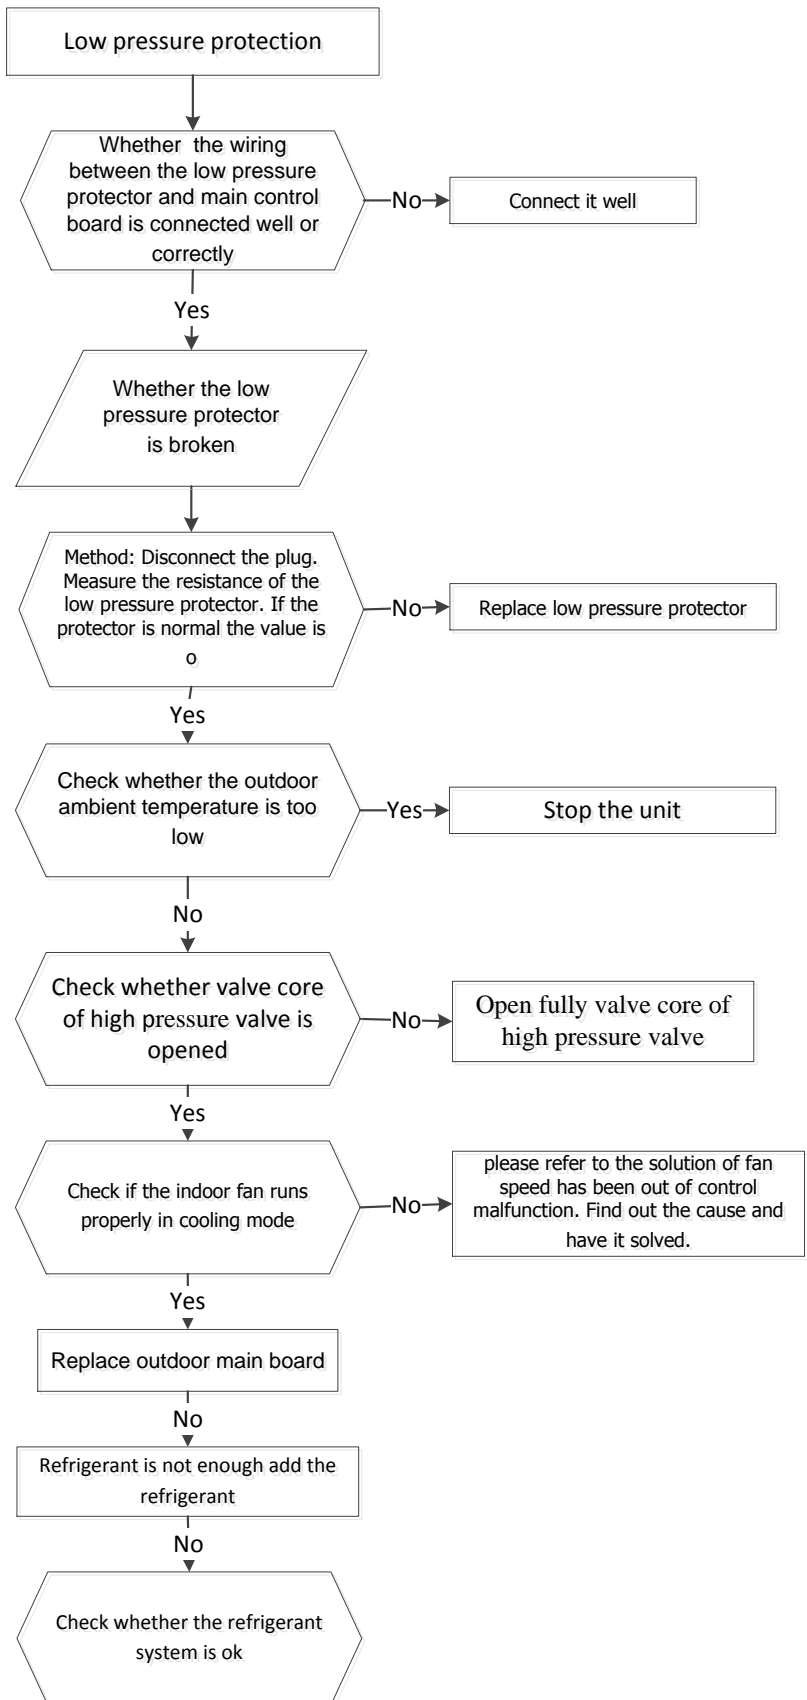 Low pressure protection
Whether the wiring
between the low pressure
protector and main control
board is connected well or
correctly
No
Connect it well
Yes
Whether the low
pressure protector
is broken
Method: Disconnect the plug.
Measure the resistance of the
low pressure protector. If the
protector is normal the value is
o
No
Replace low pressure protector
Yes
Check whether the outdoor
ambient temperature is too
low
Yes
Stop the unit
No
Check whether valve core
of high pressure valve is
opened
No
Open fully valve core of
high pressure valve
Yes
Check if the indoor fan runs
properly in cooling mode
No
please refer to the solution of fan
speed has been out of control
malfunction. Find out the cause and
have it solved.
Yes
Replace outdoor main board
No
Refrigerant is not enough add the
refrigerant
No
Check whether the refrigerant
system is ok